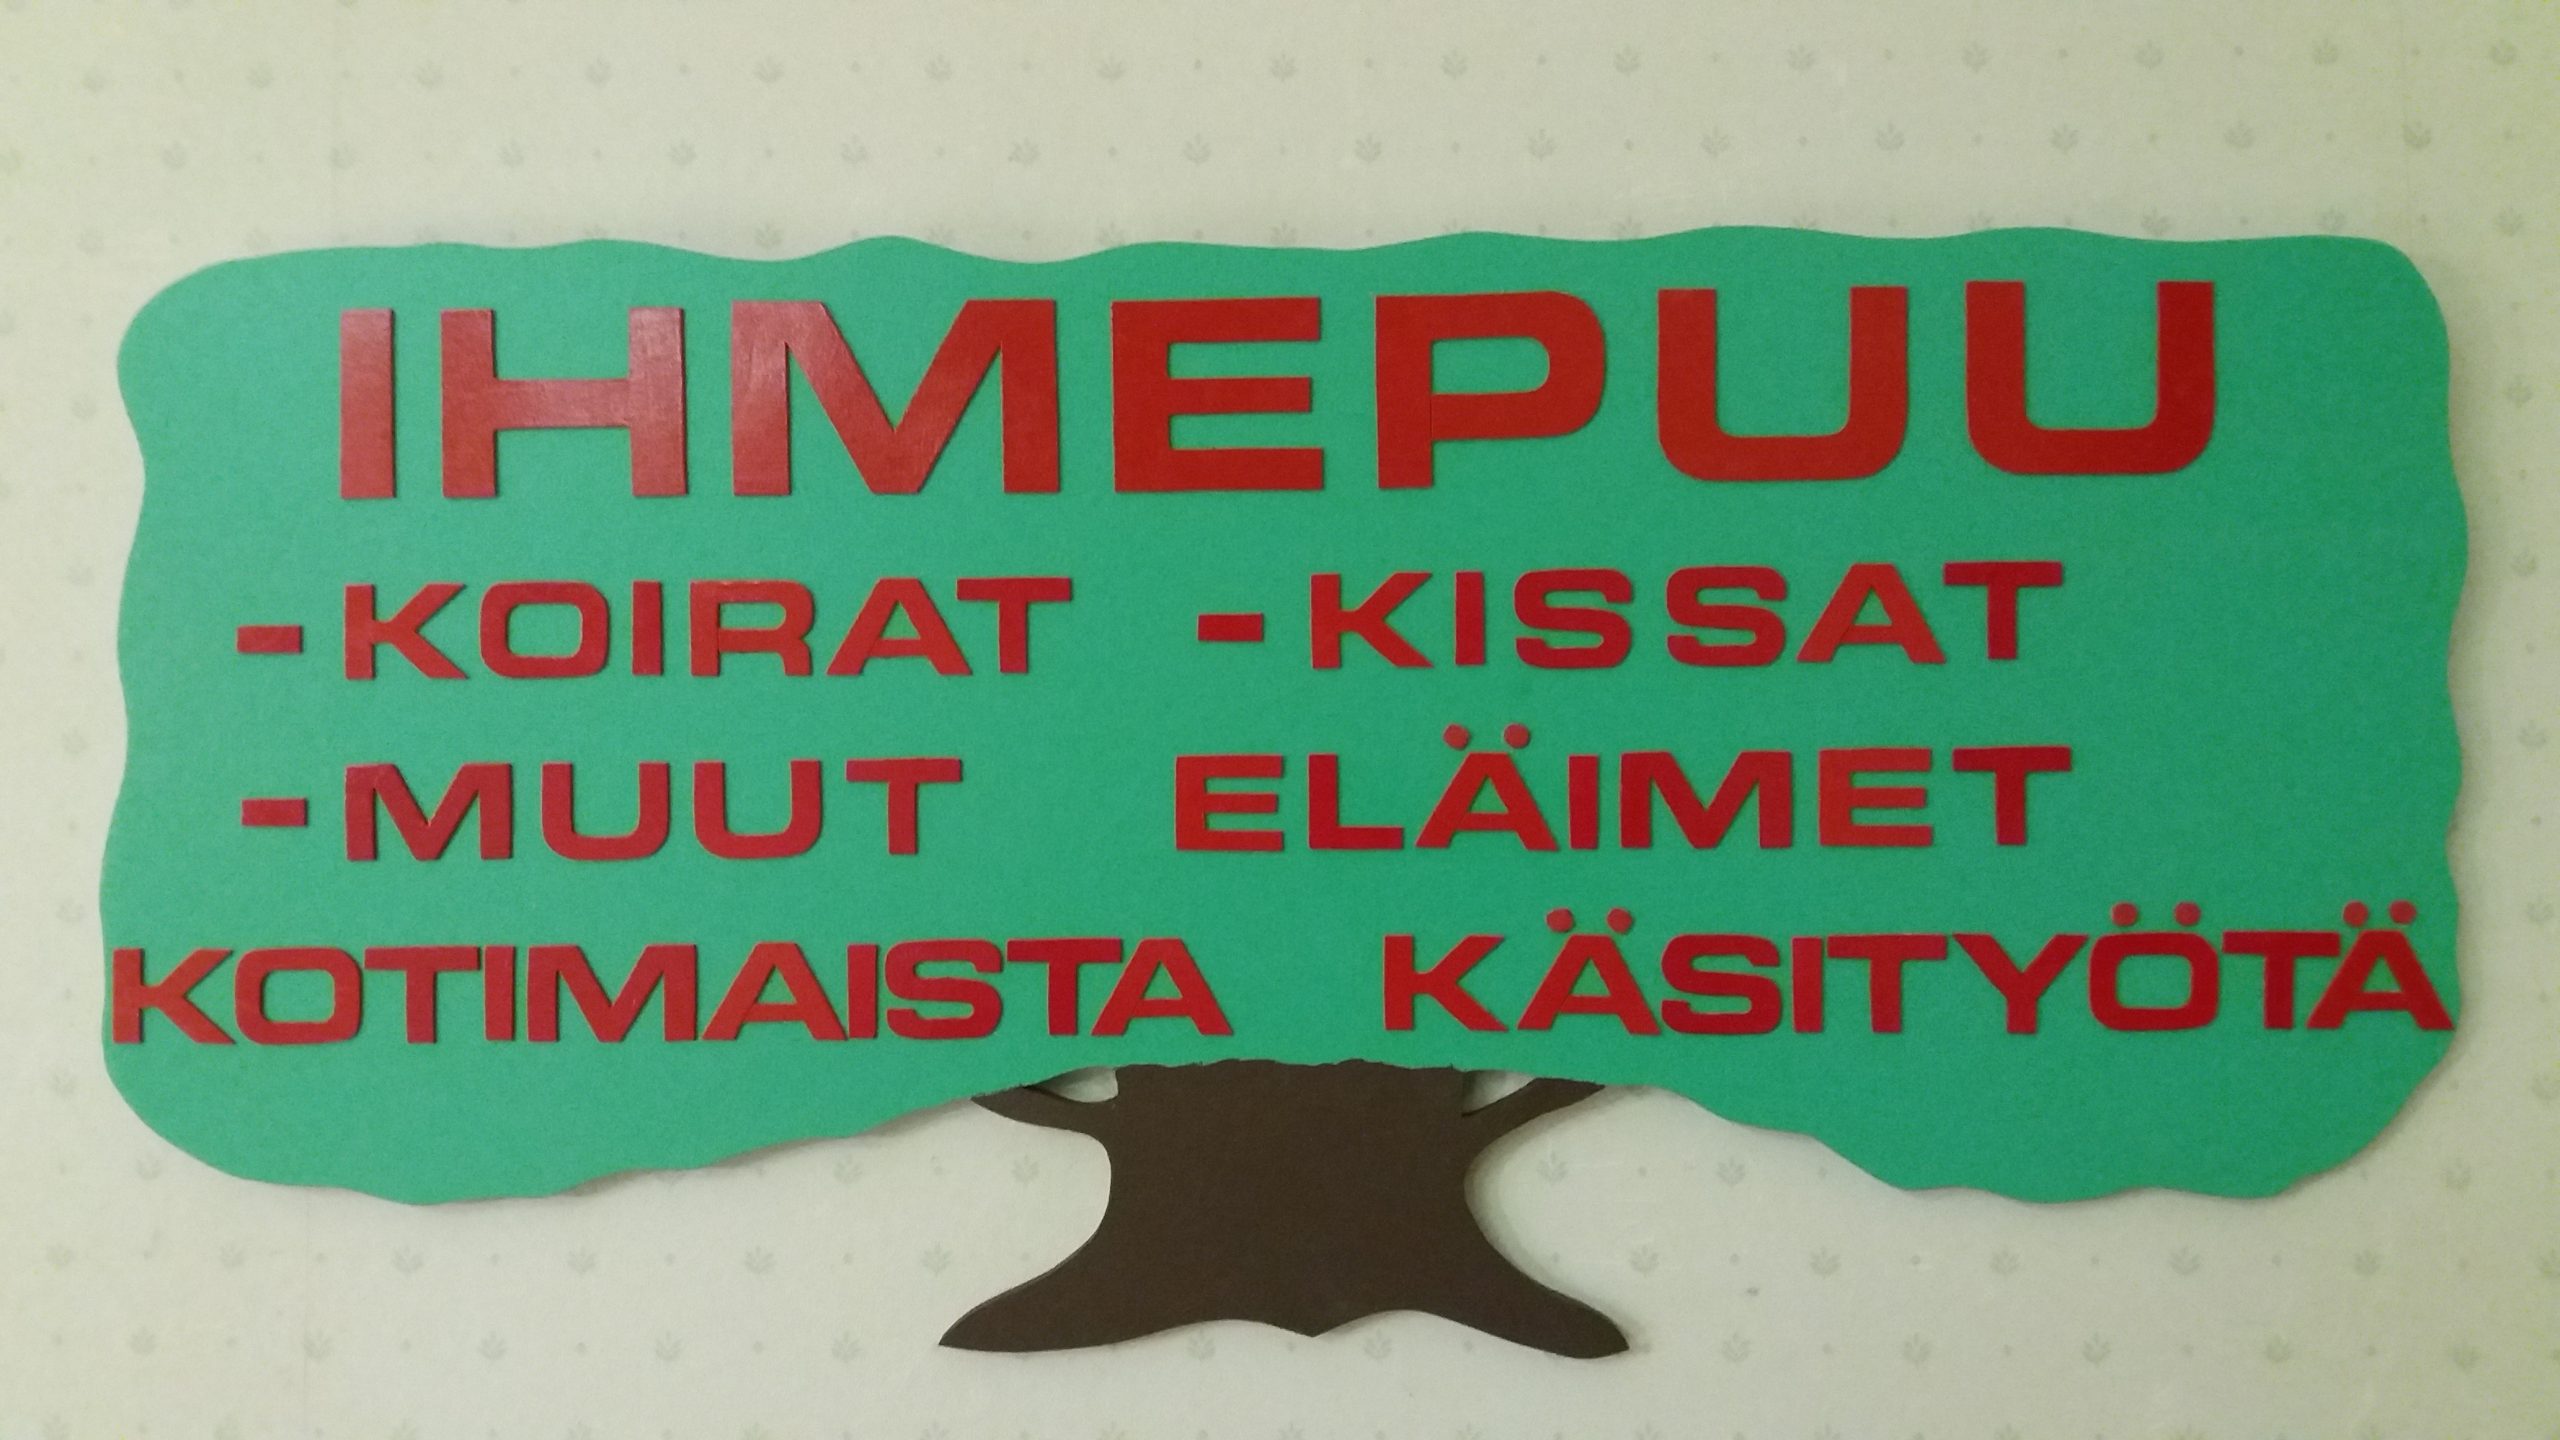 IHMEPUU
-KOIRAT -KISSAT
-MUUT ELÄIMET
KOTIMAISTA KÄSITYÖTÄ